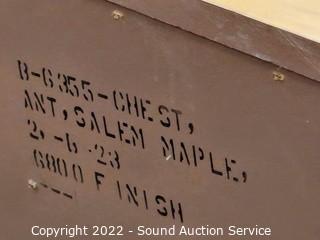 B-6355-CHEST,
ANT, SALEM MAPLE,
2,-6-23
6800 FINISH
Copyright 2022 - Sound Auction Service